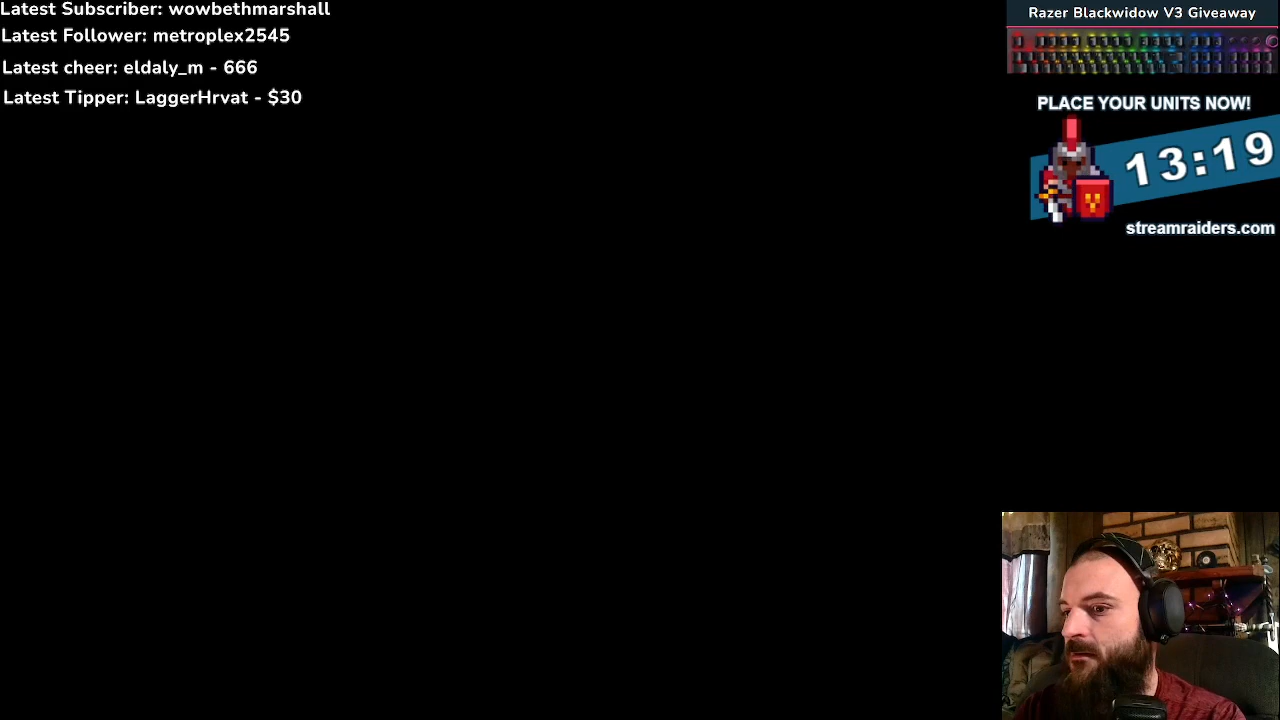 Latest Subscriber: wowbethmarshall
Latest Follower: metroplex2545
Latest cheer: eldaly_m - 666
Latest Tipper: LaggerHrvat - $30
Razer Blackwidow V3 Giveaway
PLACE YOUR UNITS NOW!
13:19
streamraiders.com